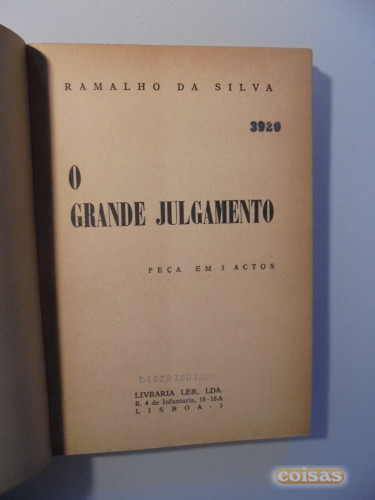 RAMALHO DA SILVA
3920
O
GRANDE JULGAMENTO
PEÇA EM 3 ACTOS
LIVRARIA LER, LDA.
R. 4 de Infantaria, 18-18-A
LISBOA-3
coisas